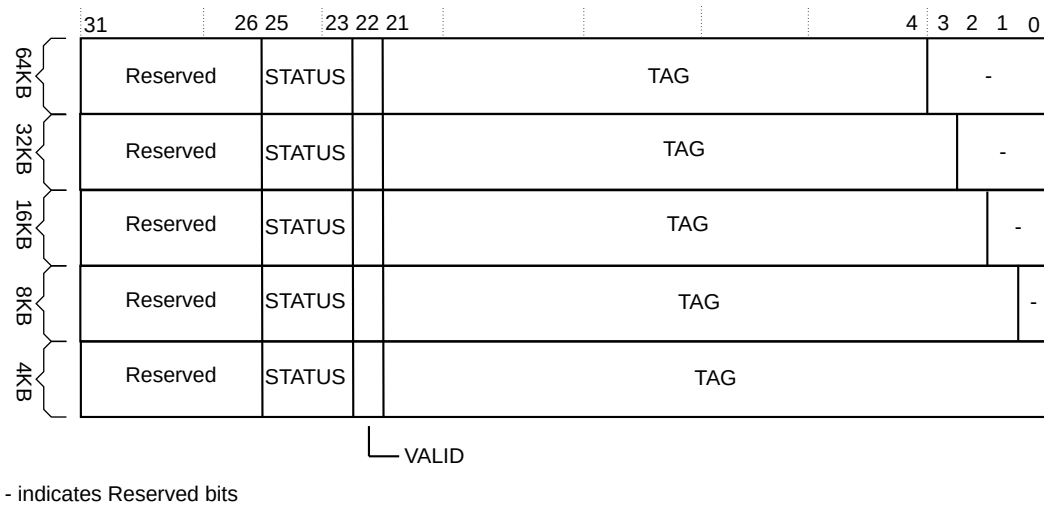 31 26 25 23 22 21 4 3 2 1 0
64KB Reserved STATUS TAG -
32KB Reserved STATUS TAG -
16KB Reserved STATUS TAG -
8KB Reserved STATUS TAG -
4KB Reserved STATUS TAG
VALID
- indicates Reserved bits